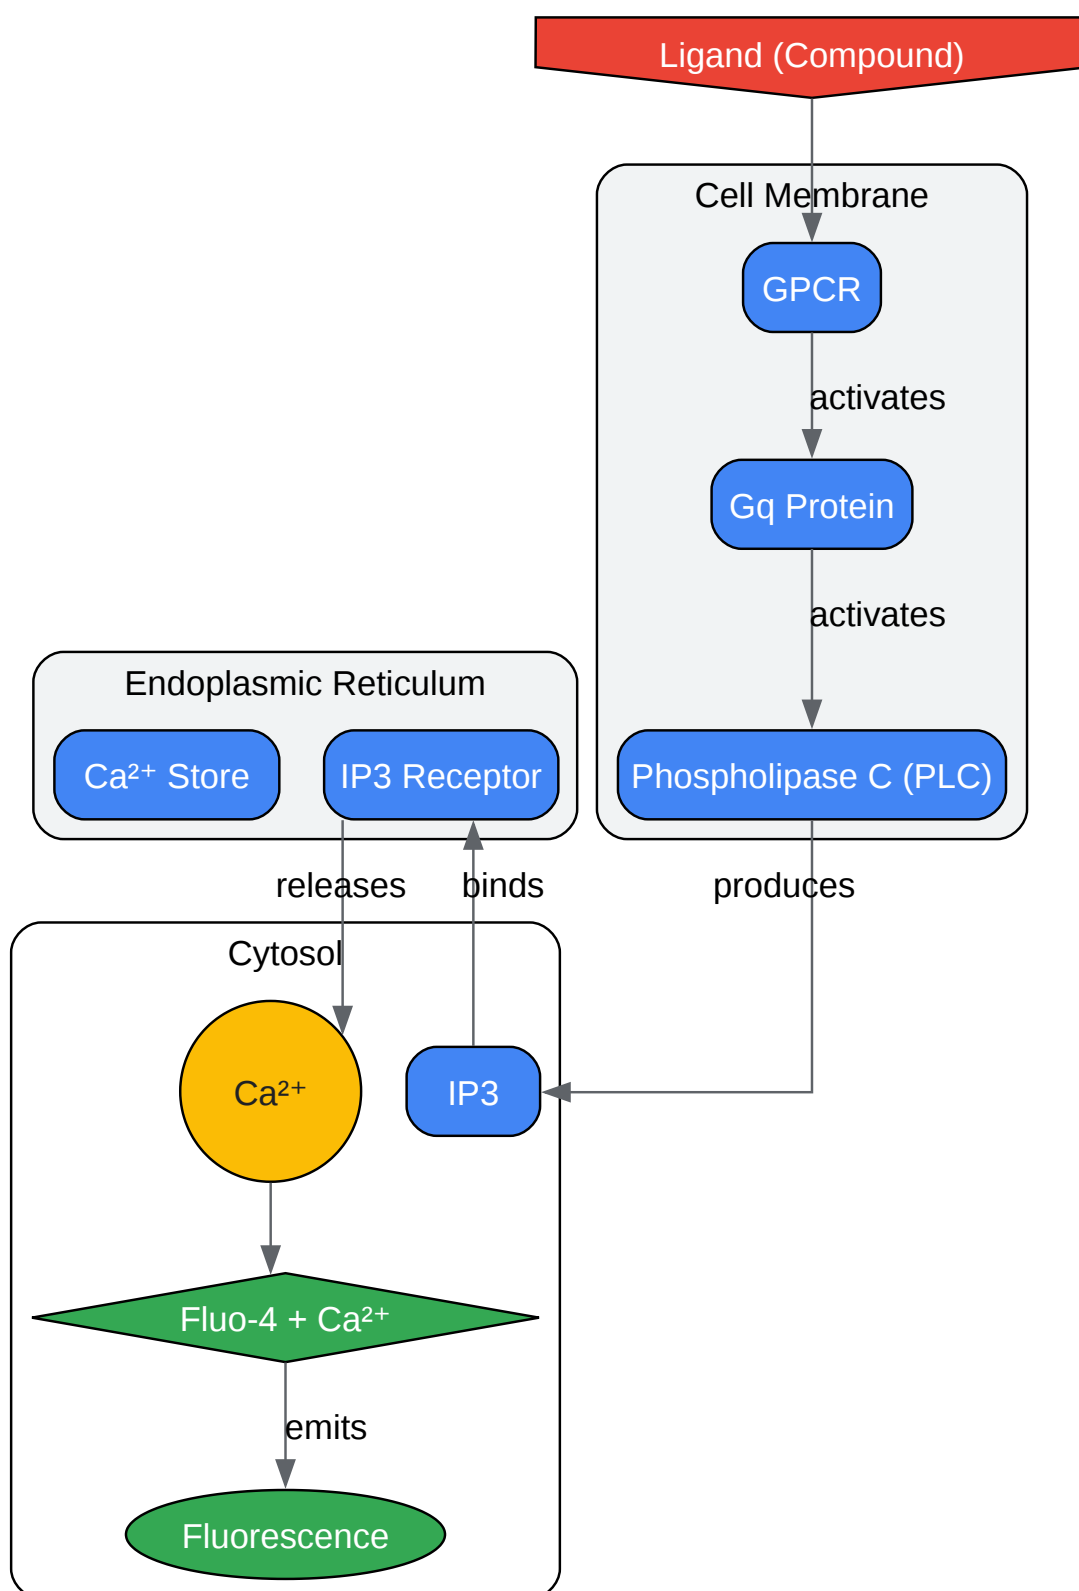 Ligand (Compound)
Cell Membrane
GPCR
activates
Gq Protein
activates
Endoplasmic Reticulum
Ca²⁺ Store
IP3 Receptor
Phospholipase C (PLC)
releases
binds
produces
Cytosol
Ca²⁺
IP3
Fluo-4 + Ca²⁺
emits
Fluorescence